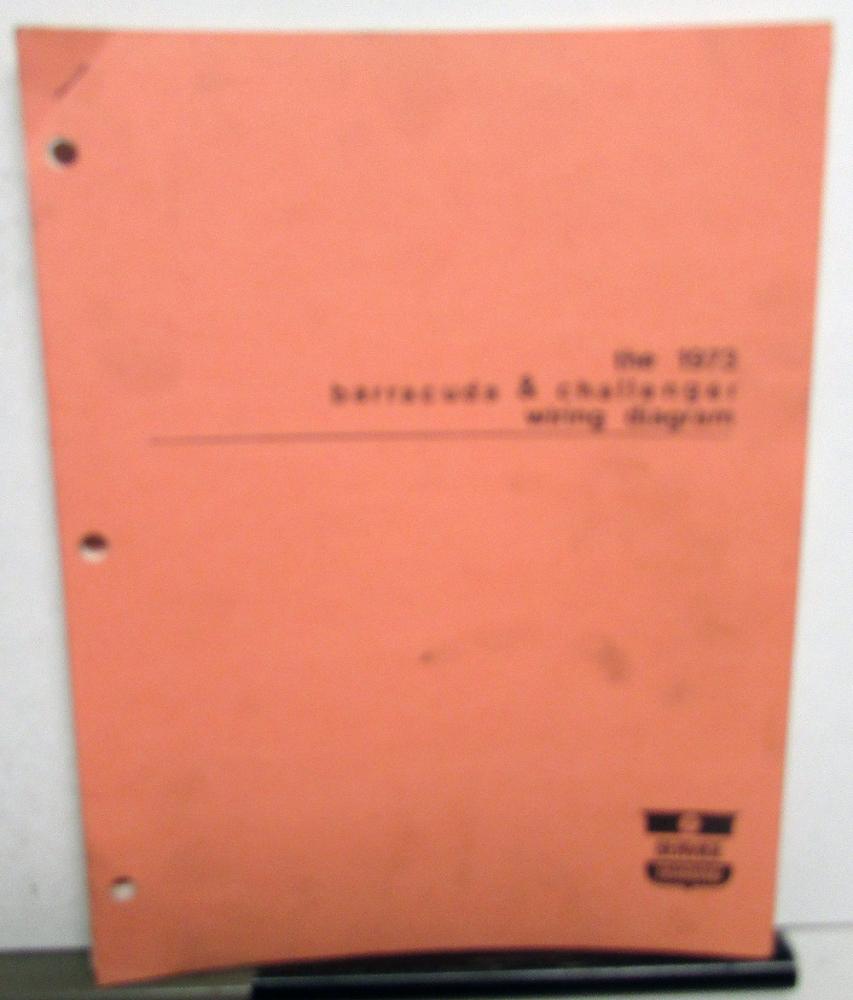 the 1973
barracuda & challenger
wiring diagram